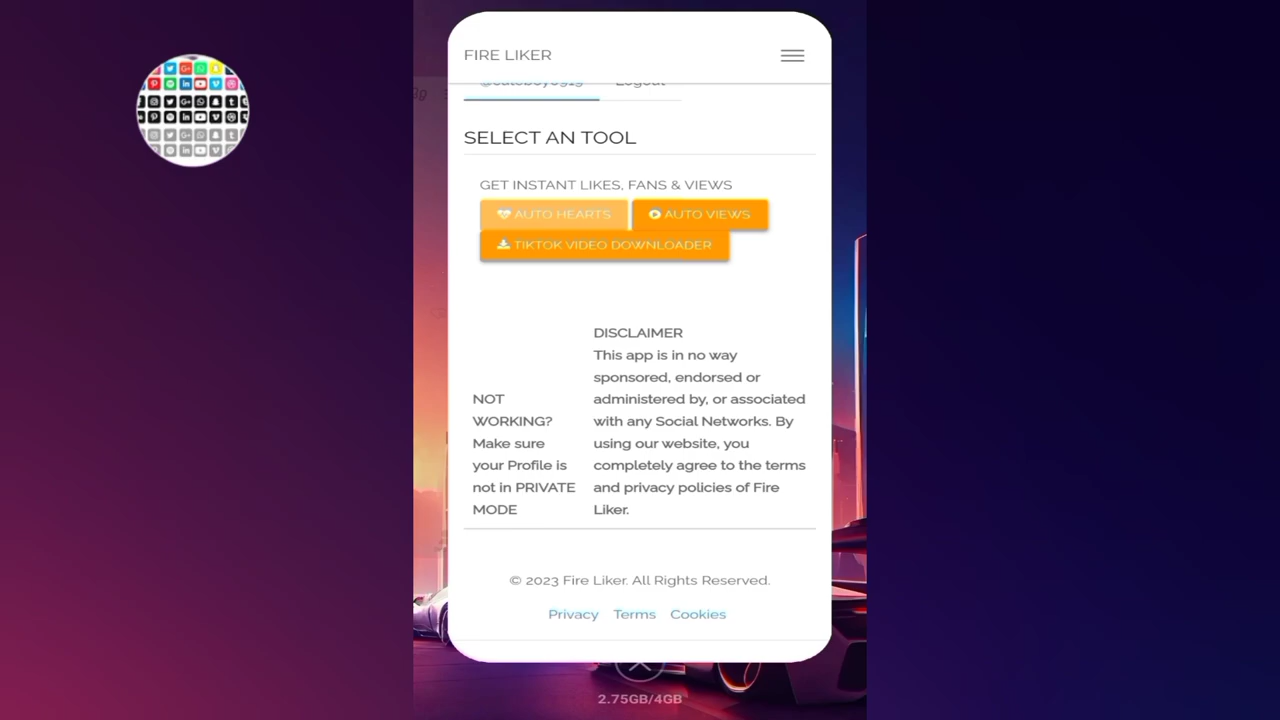 FIRE LIKER
Logout
SELECT AN TOOL
GET INSTANT LIKES, FANS & VIEWS
AUTO HEARTS
AUTO VIEWS
TIKTOK VIDEO DOWNLOADER
NOT
WORKING?
Make sure
your Profile is
not in PRIVATE
MODE
DISCLAIMER
This app is in no way
sponsored, endorsed or
administered by, or associated
with any Social Networks. By
using our website, you
completely agree to the terms
and privacy policies of Fire
Liker.
© 2023 Fire Liker. All Rights Reserved.
Privacy Terms Cookies
2.75GB/4GB